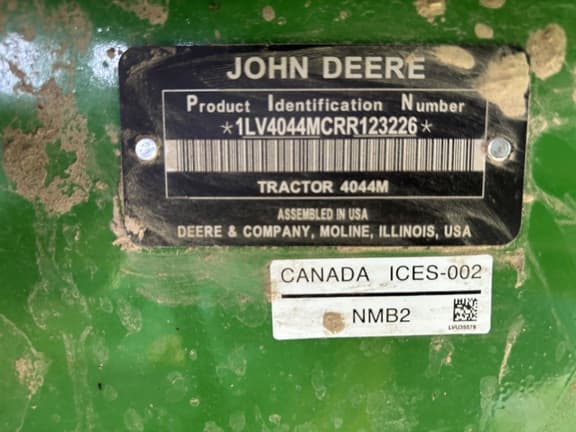 JOHN DEERE
Product Identification Number
*1LV4044MCRR123226*
TRACTOR 4044M
ASSEMBLED IN USA
DEERE & COMPANY, MOLINE, ILLINOIS, USA
CANADA ICES-002
NMB2